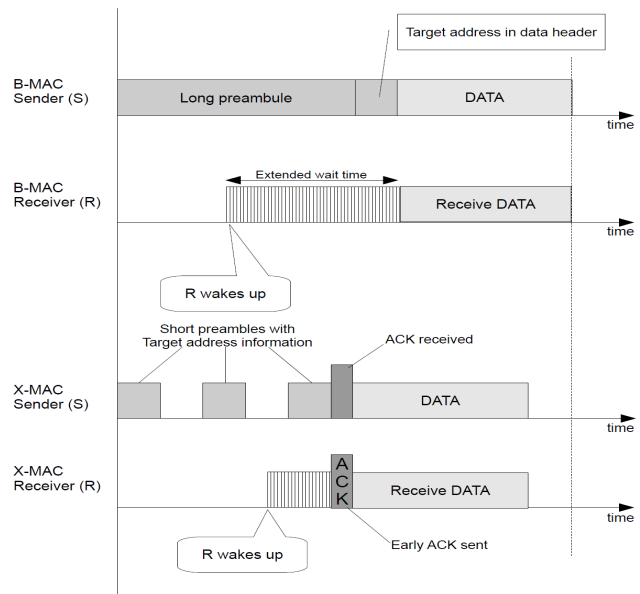 Target address in data header
B-MAC
Sender (S)
Long preambule
DATA
time
Extended wait time
B-MAC
Receiver (R)
Receive DATA
time
R wakes up
Short preambles with
Target address information
ACK received
X-MAC
Sender (S)
DATA
time
X-MAC
Receiver (R)
ACK
Receive DATA
time
R wakes up
Early ACK sent